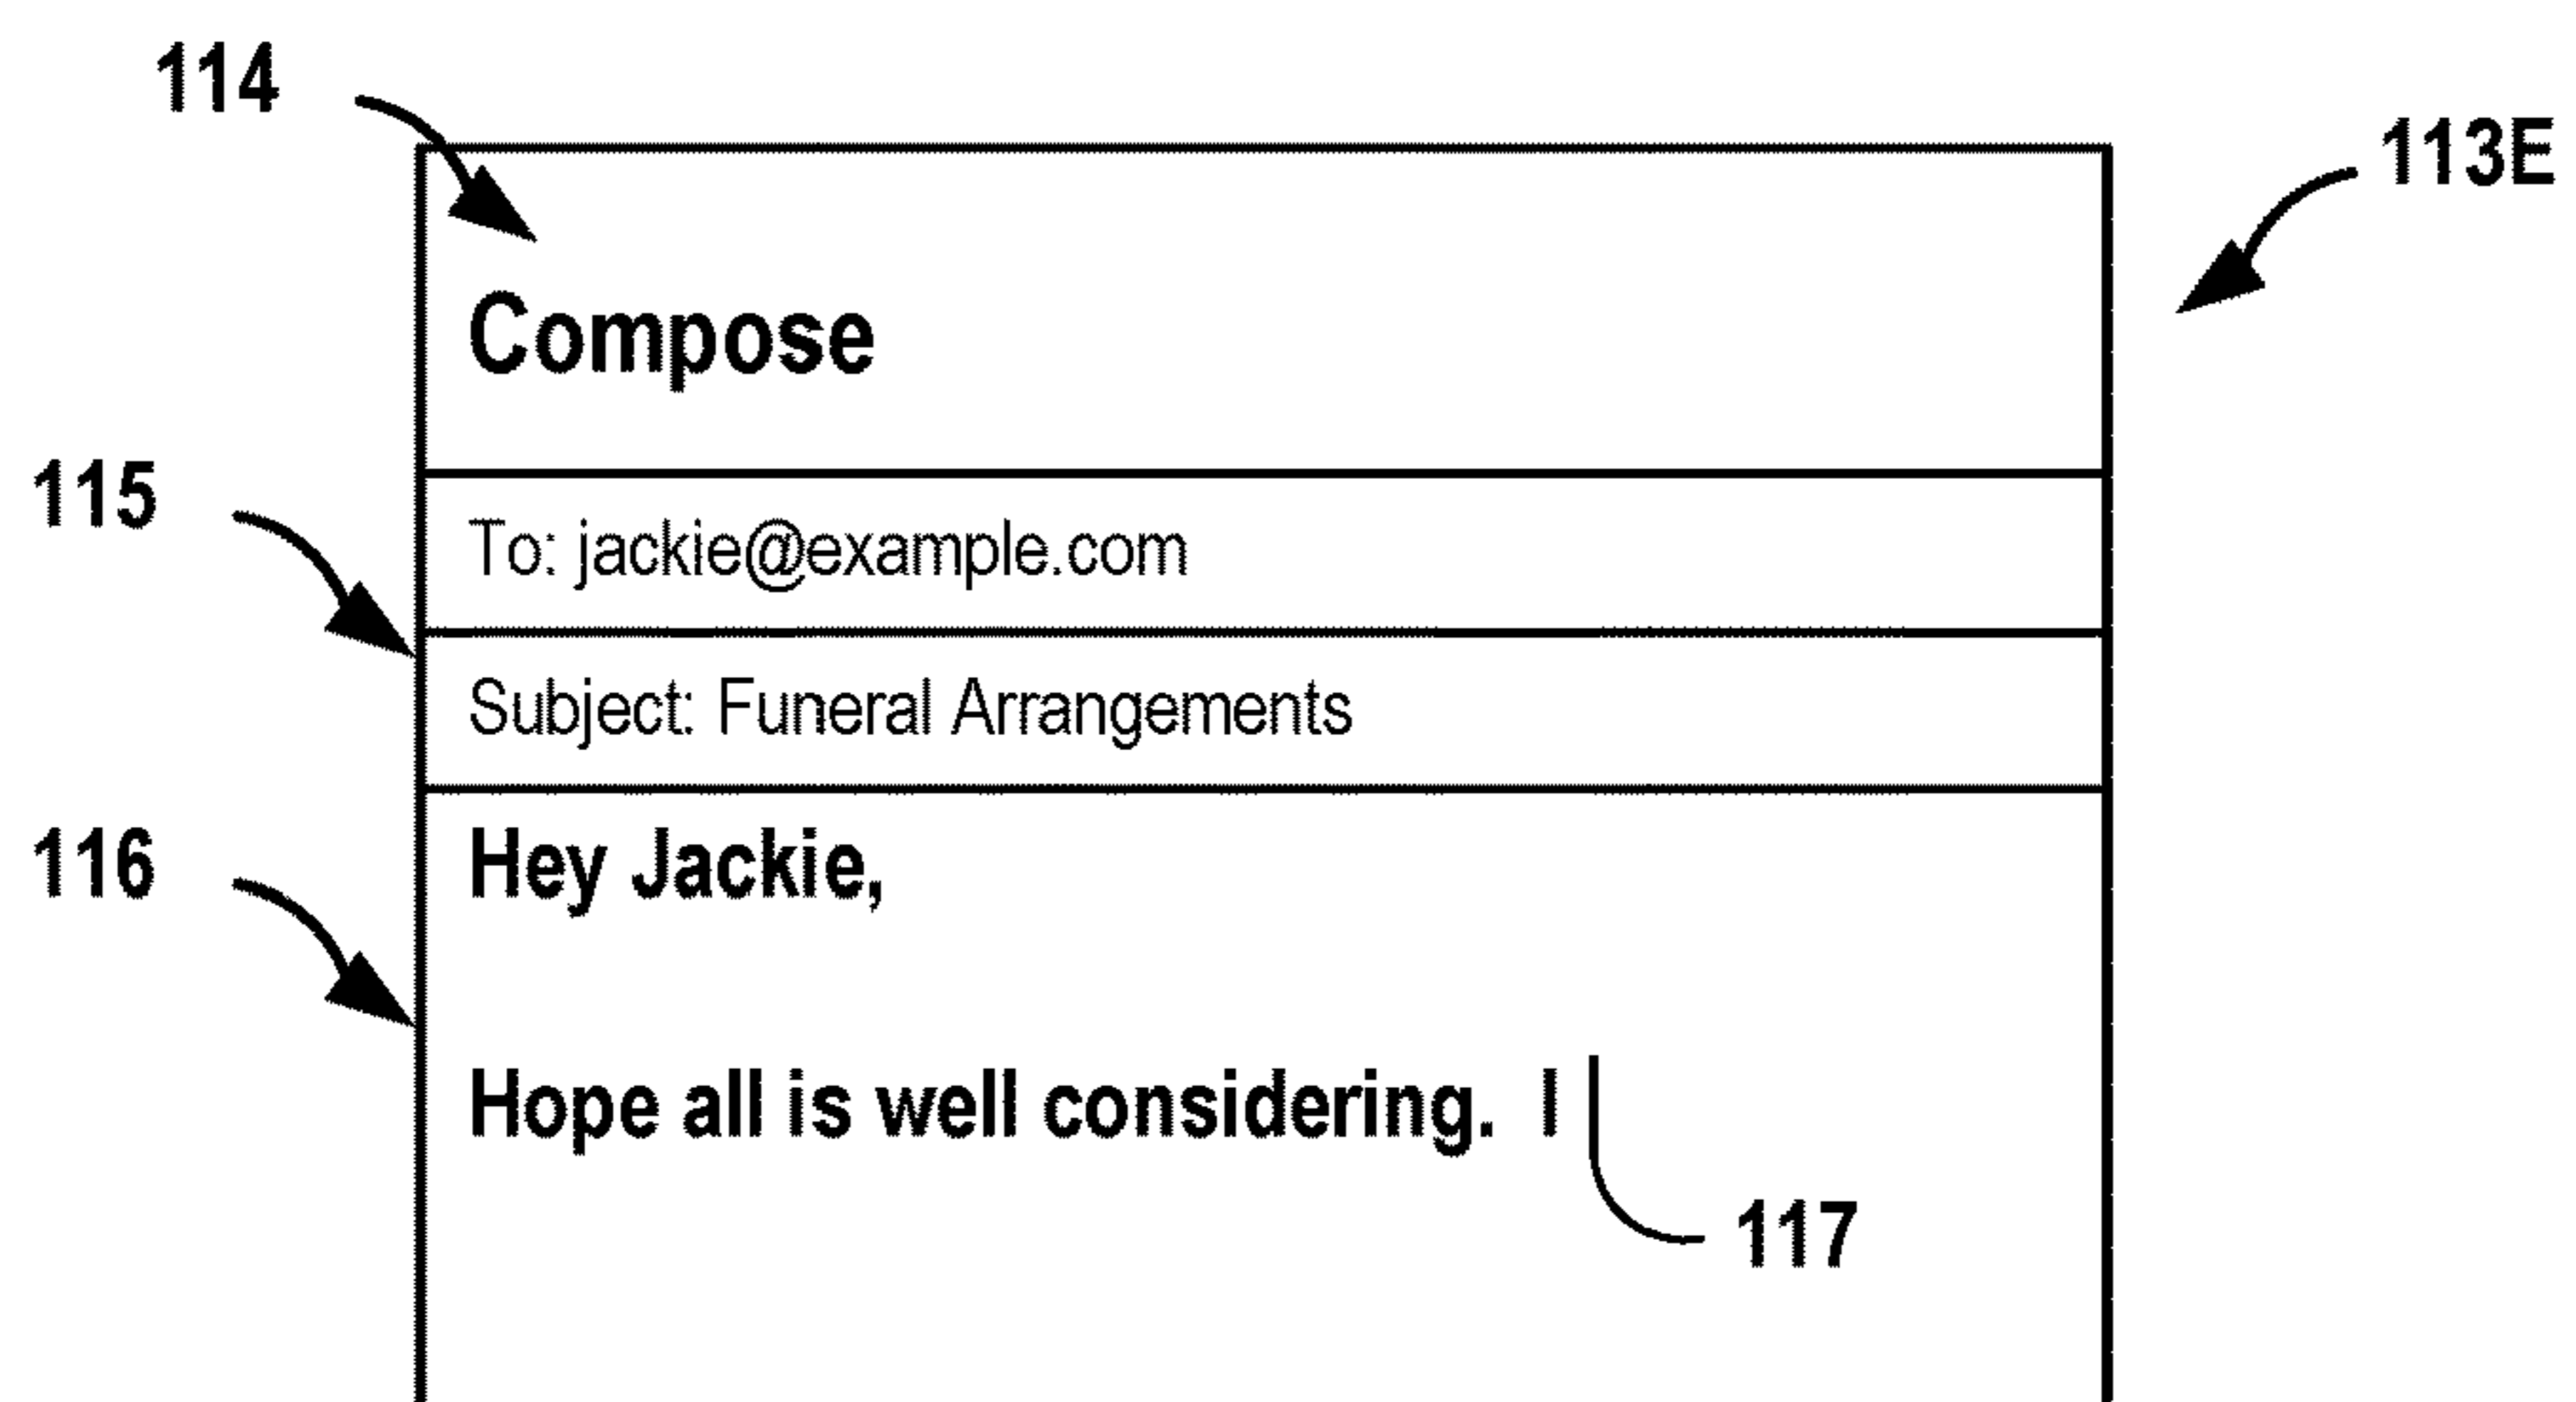 114
113E
Compose
115
To: jackie@example.com
Subject: Funeral Arrangements
116
Hey Jackie,
Hope all is well considering.  I
117